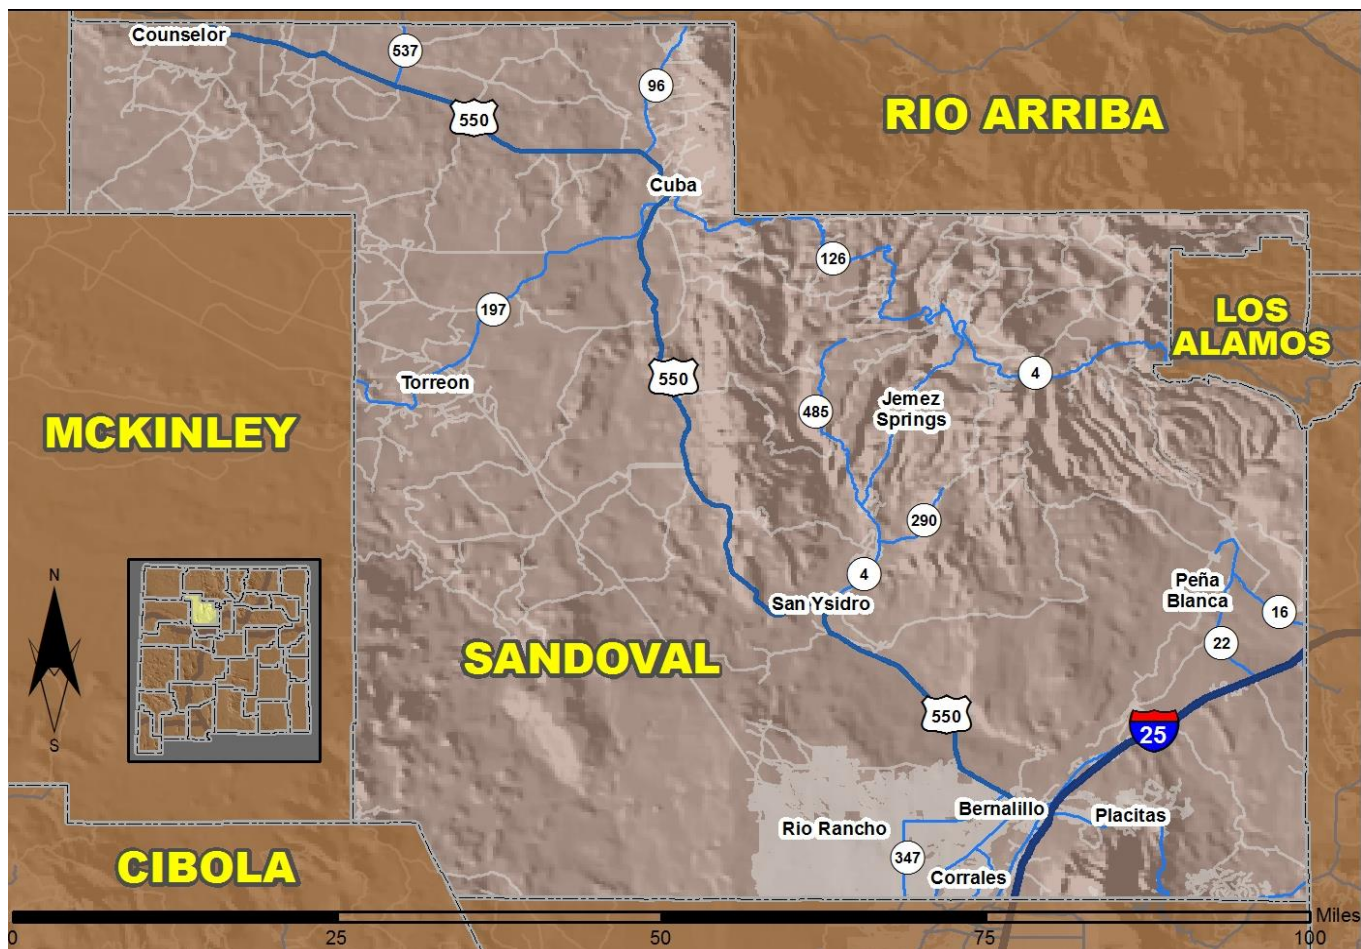 Counselor
537
96
550
RIO ARRIBA
Cuba
126
197
LOS
ALAMOS
550
4
Torreon
485
Jemez
Springs
MCKINLEY
290
N
4
Peña
Blanca
San Ysidro
16
22
SANDOVAL
550
25
S
Bernalillo
Placitas
Rio Rancho
347
CIBOLA
Corrales
Miles
0
25
50
75
100